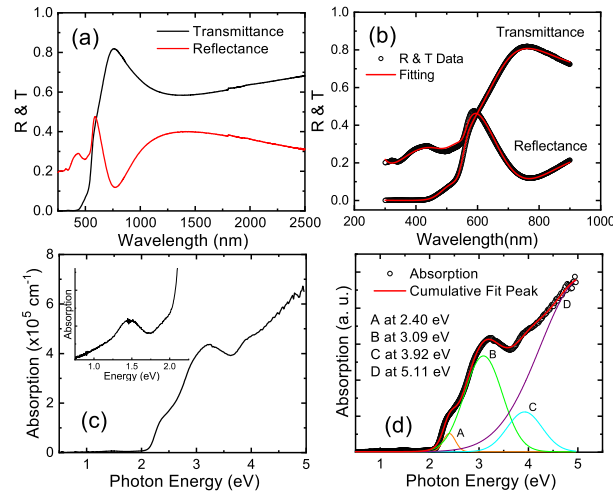 (a)
Transmittance
Reflectance
R & T
1.0
0.8
0.6
0.4
0.2
0.0
500 1000 1500 2000 2500
Wavelength (nm)
(b)
Transmittance
R & T Data
Fitting
Reflectance
R & T
1.0
0.8
0.6
0.4
0.2
0.0
200 400 600 800 1000
Wavelength(nm)
Absorption (x10⁵ cm⁻¹)
8
7
6
5
4
3
2
1
0
Absorption
1.0 1.5 2.0
Energy (eV)
(c)
1 2 3 4 5
Photon Energy (eV)
Absorption (a. u.)
Absorption
Cumulative Fit Peak
A at 2.40 eV
B at 3.09 eV
C at 3.92 eV
D at 5.11 eV
D
B
C
A
(d)
1 2 3 4 5
Photon Energy (eV)